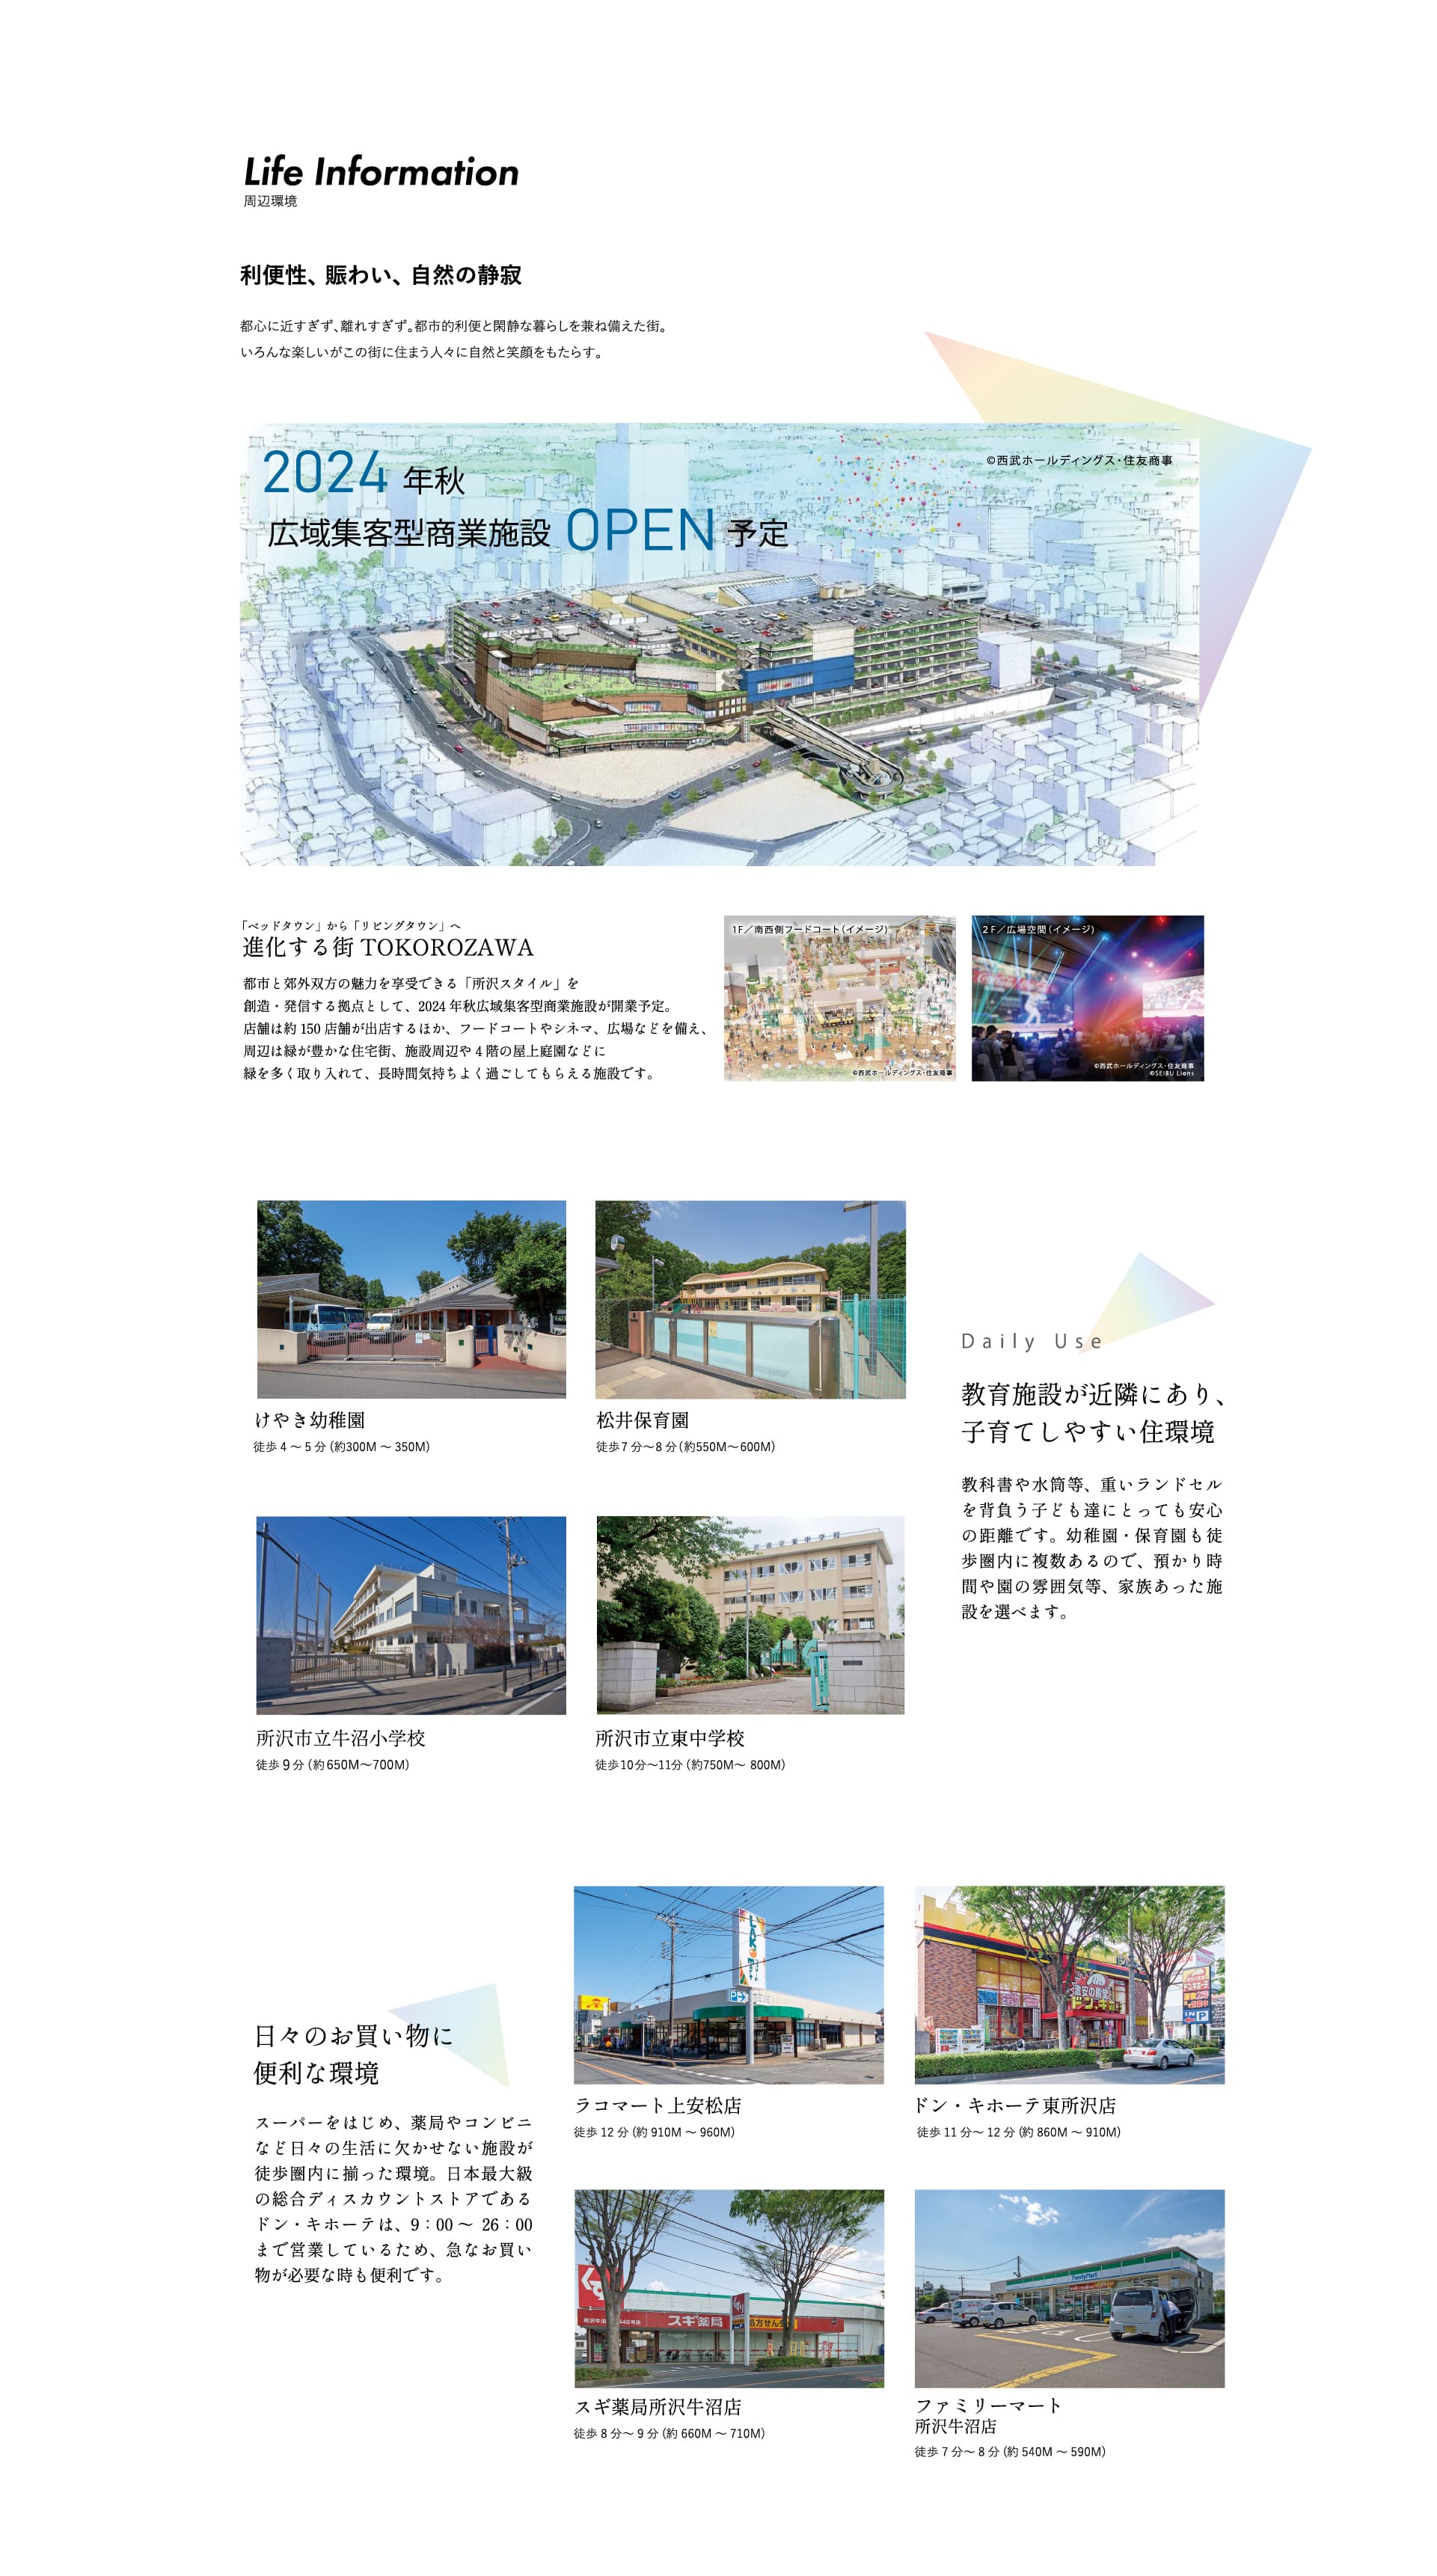 Life Information
周辺環境
利便性、賑わい、自然の静寂
都心に近すぎず、離れすぎず。都市的利便と閑静な暮らしを兼ね備えた街。
いろんな楽しいがこの街に住まう人々に自然と笑顔をもたらす。
2024 年秋
©西武ホールディングス・住友商事
広域集客型商業施設 OPEN 予定
「ベッドタウン」から「リビングタウン」へ
進化する街 TOKOROZAWA
都市と郊外双方の魅力を享受できる「所沢スタイル」を
創造・発信する拠点として、2024 年秋広域集客型商業施設が開業予定。
店舗は約 150 店舗が出店するほか、フードコートやシネマ、広場などを備え、
周辺は緑が豊かな住宅街、施設周辺や 4 階の屋上庭園などに
緑を多く取り入れて、長時間気持ちよく過ごしてもらえる施設です。
1F／南西側フードコート（イメージ）
©西武ホールディングス・住友商事
2F／広場空間（イメージ）
©西武ホールディングス・住友商事
©SEIBU Lions
けやき幼稚園
徒歩 4 ～ 5 分（約300M ～ 350M）
松井保育園
徒歩7 分～8 分（約550M～600M）
Daily Use
教育施設が近隣にあり、
子育てしやすい住環境
教科書や水筒等、重いランドセル
を背負う子ども達にとっても安心
の距離です。幼稚園・保育園も徒
歩圏内に複数あるので、預かり時
間や園の雰囲気等、家族あった施
設を選べます。
立東中学校
所沢市立牛沼小学校
徒歩 9 分（約650M～700M）
所沢市立東中学校
徒歩10分～11分（約750M～ 800M）
日々のお買い物に
便利な環境
スーパーをはじめ、薬局やコンビニ
など日々の生活に欠かせない施設が
徒歩圏内に揃った環境。日本最大級
の総合ディスカウントストアである
ドン・キホーテは、9：00 ～ 26：00
まで営業しているため、急なお買い
物が必要な時も便利です。
ラコマート上安松店
徒歩 12 分（約 910M ～ 960M）
激安の殿堂
ドン.キホーテ
ドン・キホーテ東所沢店
徒歩 11 分～ 12 分（約 860M ～ 910M）
スギ薬局
処方せん
スギ薬局所沢牛沼店
徒歩 8 分～ 9 分（約 660M ～ 710M）
FamilyMart
ファミリーマート
所沢牛沼店
徒歩 7 分～ 8 分（約 540M ～ 590M）